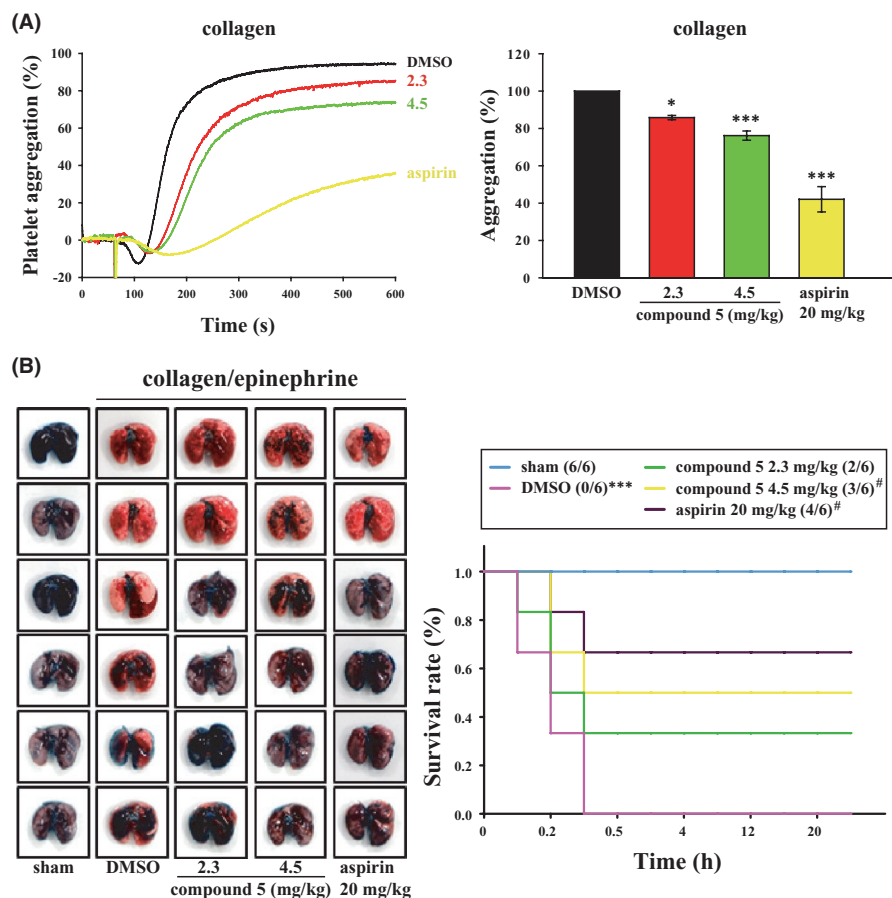 (A)
collagen
Platelet aggregation (%)
100
80
60
40
20
0
-20
0 100 200 300 400 500 600
Time (s)
DMSO
2.3
4.5
aspirin
collagen
Aggregation (%)
120
100
80
60
40
20
0
*
***
***
DMSO 2.3 4.5 aspirin
compound 5 (mg/kg) 20 mg/kg
(B)
collagen/epinephrine
sham DMSO 2.3 4.5 aspirin
compound 5 (mg/kg) 20 mg/kg
sham (6/6) compound 5 2.3 mg/kg (2/6)
DMSO (0/6)*** compound 5 4.5 mg/kg (3/6)#
aspirin 20 mg/kg (4/6)#
Survival rate (%)
1.0
0.8
0.6
0.4
0.2
0.0
0 0.2 0.5 4 12 20
Time (h)